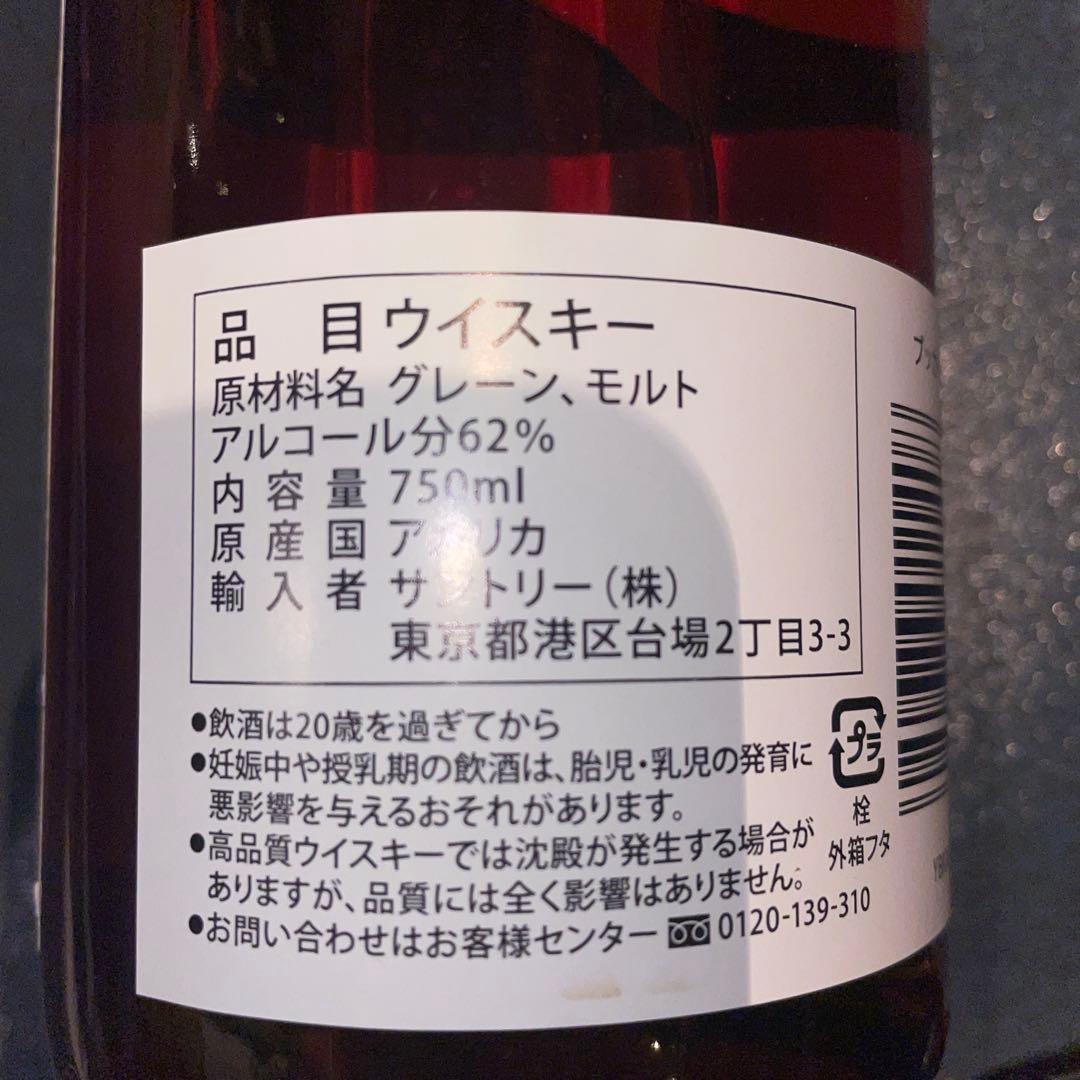 品 目 ウイスキー
原材料名 グレーン、モルト
アルコール分62%
内容量 750ml
原産国 アメリカ
輸入者 サントリー(株)
東京都港区台場2丁目3-3
●飲酒は20歳を過ぎてから
●妊娠中や授乳期の飲酒は、胎児・乳児の発育に
悪影響を与えるおそれがあります。
●高品質ウイスキーでは沈殿が発生する場合が
ありますが、品質には全く影響はありません。
●お問い合わせはお客様センター 0120-139-310
プラ
栓
外箱フタ